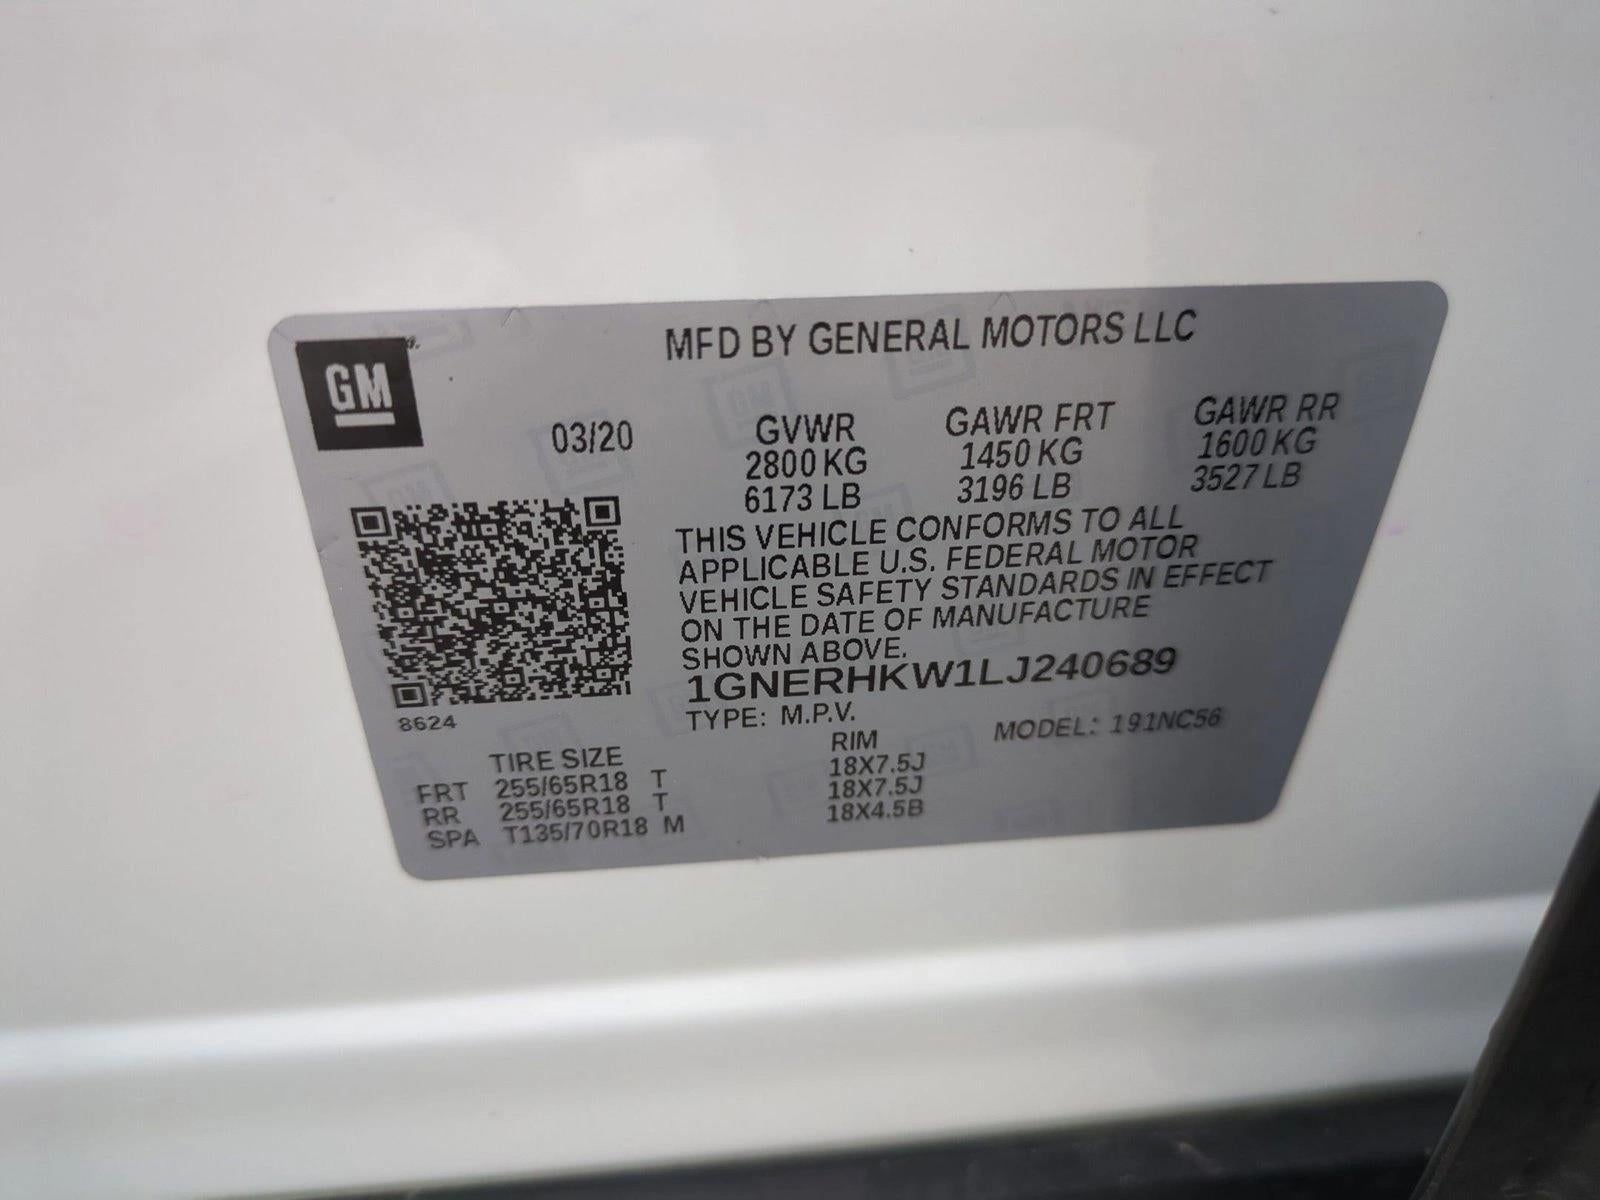 MFD BY GENERAL MOTORS LLC
GM
03/20
GVWR GAWR FRT GAWR RR
2800 KG 1450 KG 1600 KG
6173 LB 3196 LB 3527 LB
THIS VEHICLE CONFORMS TO ALL
APPLICABLE U.S. FEDERAL MOTOR
VEHICLE SAFETY STANDARDS IN EFFECT
ON THE DATE OF MANUFACTURE
SHOWN ABOVE.
1GNERHKW1LJ240689
8624
TYPE: M.P.V. MODEL: 191NC56
TIRE SIZE RIM
FRT 255/65R18 T 18X7.5J
RR 255/65R18 T 18X7.5J
SPA T135/70R18 M 18X4.5B